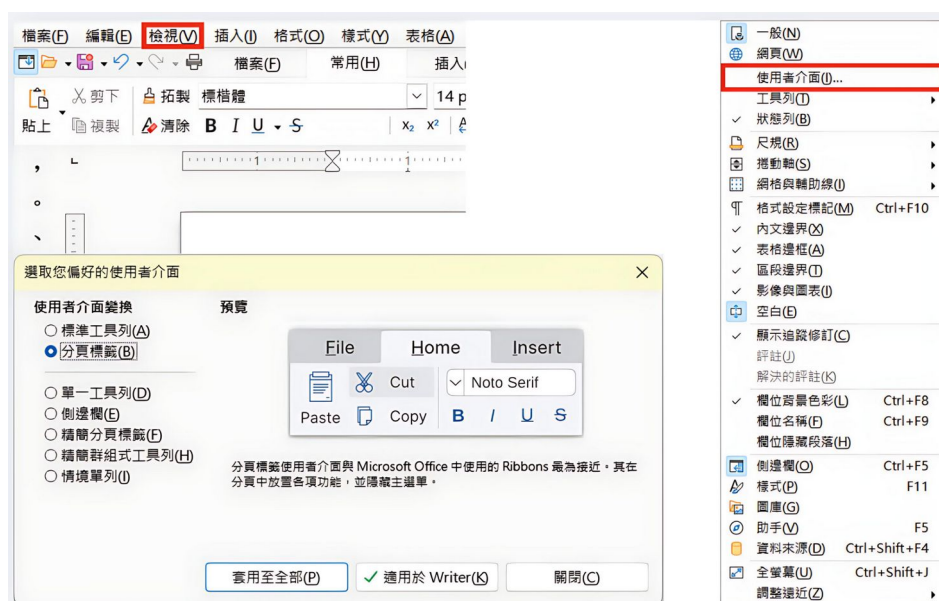 檔案(F) 編輯(E) 檢視(V) 插入(I) 格式(O) 樣式(Y) 表格(A)
檔案(F) 常用(H) 插入
剪下 拓製 標楷體 14 p
貼上 複製 清除 B I U S X₂ X²
1 1
選取您偏好的使用者介面
使用者介面變換
標準工具列(A)
分頁標籤(B)
單一工具列(D)
側邊欄(E)
精簡分頁標籤(F)
精簡群組式工具列(H)
情境單列(I)
預覽
File Home Insert
Cut Noto Serif
Paste Copy B I U S
分頁標籤使用者介面與 Microsoft Office 中使用的 Ribbons 最為接近。其在
分頁中放置各項功能，並隱藏主選單。
套用至全部(P) 適用於 Writer(K) 關閉(C)
一般(N)
網頁(W)
使用者介面(I)...
工具列(T)
狀態列(B)
尺規(R)
捲動軸(S)
網格與輔助線(I)
格式設定標記(M) Ctrl+F10
內文邊界(X)
表格邊框(A)
區段邊界(T)
影像與圖表(I)
空白(E)
顯示追蹤修訂(C)
評註(J)
解決的評註(K)
欄位背景色彩(L) Ctrl+F8
欄位名稱(F) Ctrl+F9
欄位隱藏段落(H)
側邊欄(O) Ctrl+F5
樣式(P) F11
圖庫(G)
助手(V) F5
資料來源(D) Ctrl+Shift+F4
全螢幕(U) Ctrl+Shift+J
調整遠近(Z)